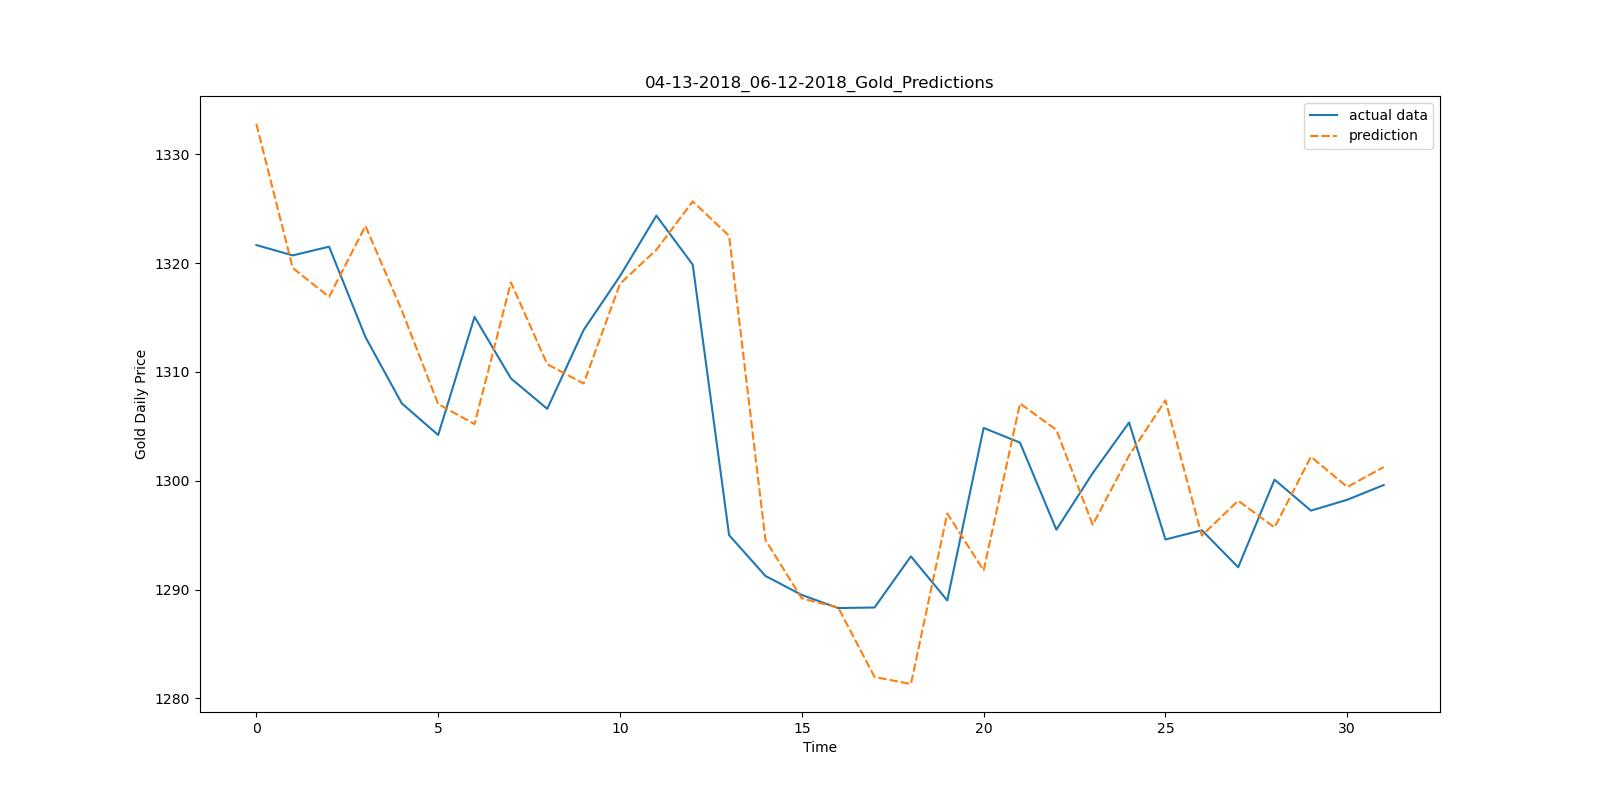 04-13-2018_06-12-2018_Gold_Predictions
actual data
prediction
Gold Daily Price
1330
1320
1310
1300
1290
1280
0 5 10 15 20 25 30
Time